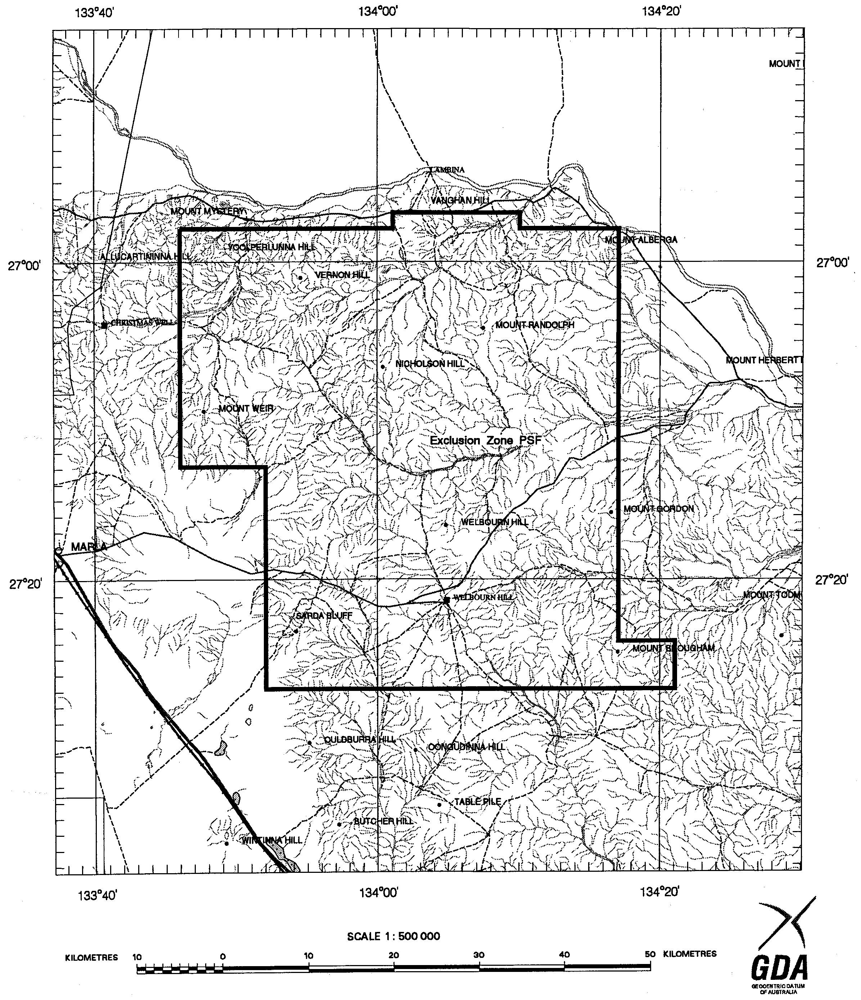 133°40' 134°00' 134°20'
MOUNT
LAMBINA
VAUGHAN HILL
MOUNT MYSTERY
MOUNT ALBERGA
YOOLPERLUNNA HILL
ALLUCARTININNA HILL
27°00' 27°00'
VERNON HILL
CHRISTMAS WELL
MOUNT RANDOLPH
MOUNT HERBERT
NICHOLSON HILL
MOUNT WEIR
Exclusion Zone PSF
MOUNT GORDON
WELBOURN HILL
MARLA
27°20' 27°20'
MOUNT TODM
WELBOURN HILL
SARDA BLUFF
MOUNT BROUGHAM
OULDBURRA HILL
OONGUDINNA HILL
TABLE PILE
BUTCHER HILL
WINTINNA HILL
133°40' 134°00' 134°20'
SCALE 1 : 500 000
KILOMETRES 10 0 10 20 30 40 50 KILOMETRES
GDA
GEOCENTRIC DATUM
OF AUSTRALIA